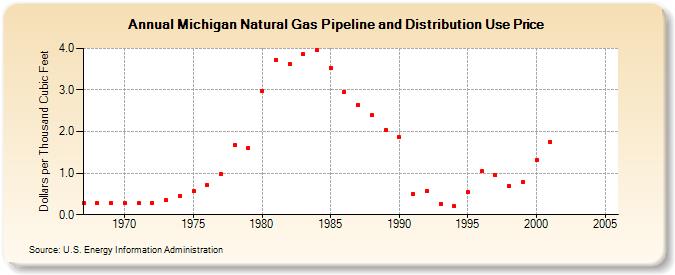 Annual Michigan Natural Gas Pipeline and Distribution Use Price
Dollars per Thousand Cubic Feet
4.0
3.0
2.0
1.0
0.0
1970 1975 1980 1985 1990 1995 2000 2005
Source: U.S. Energy Information Administration